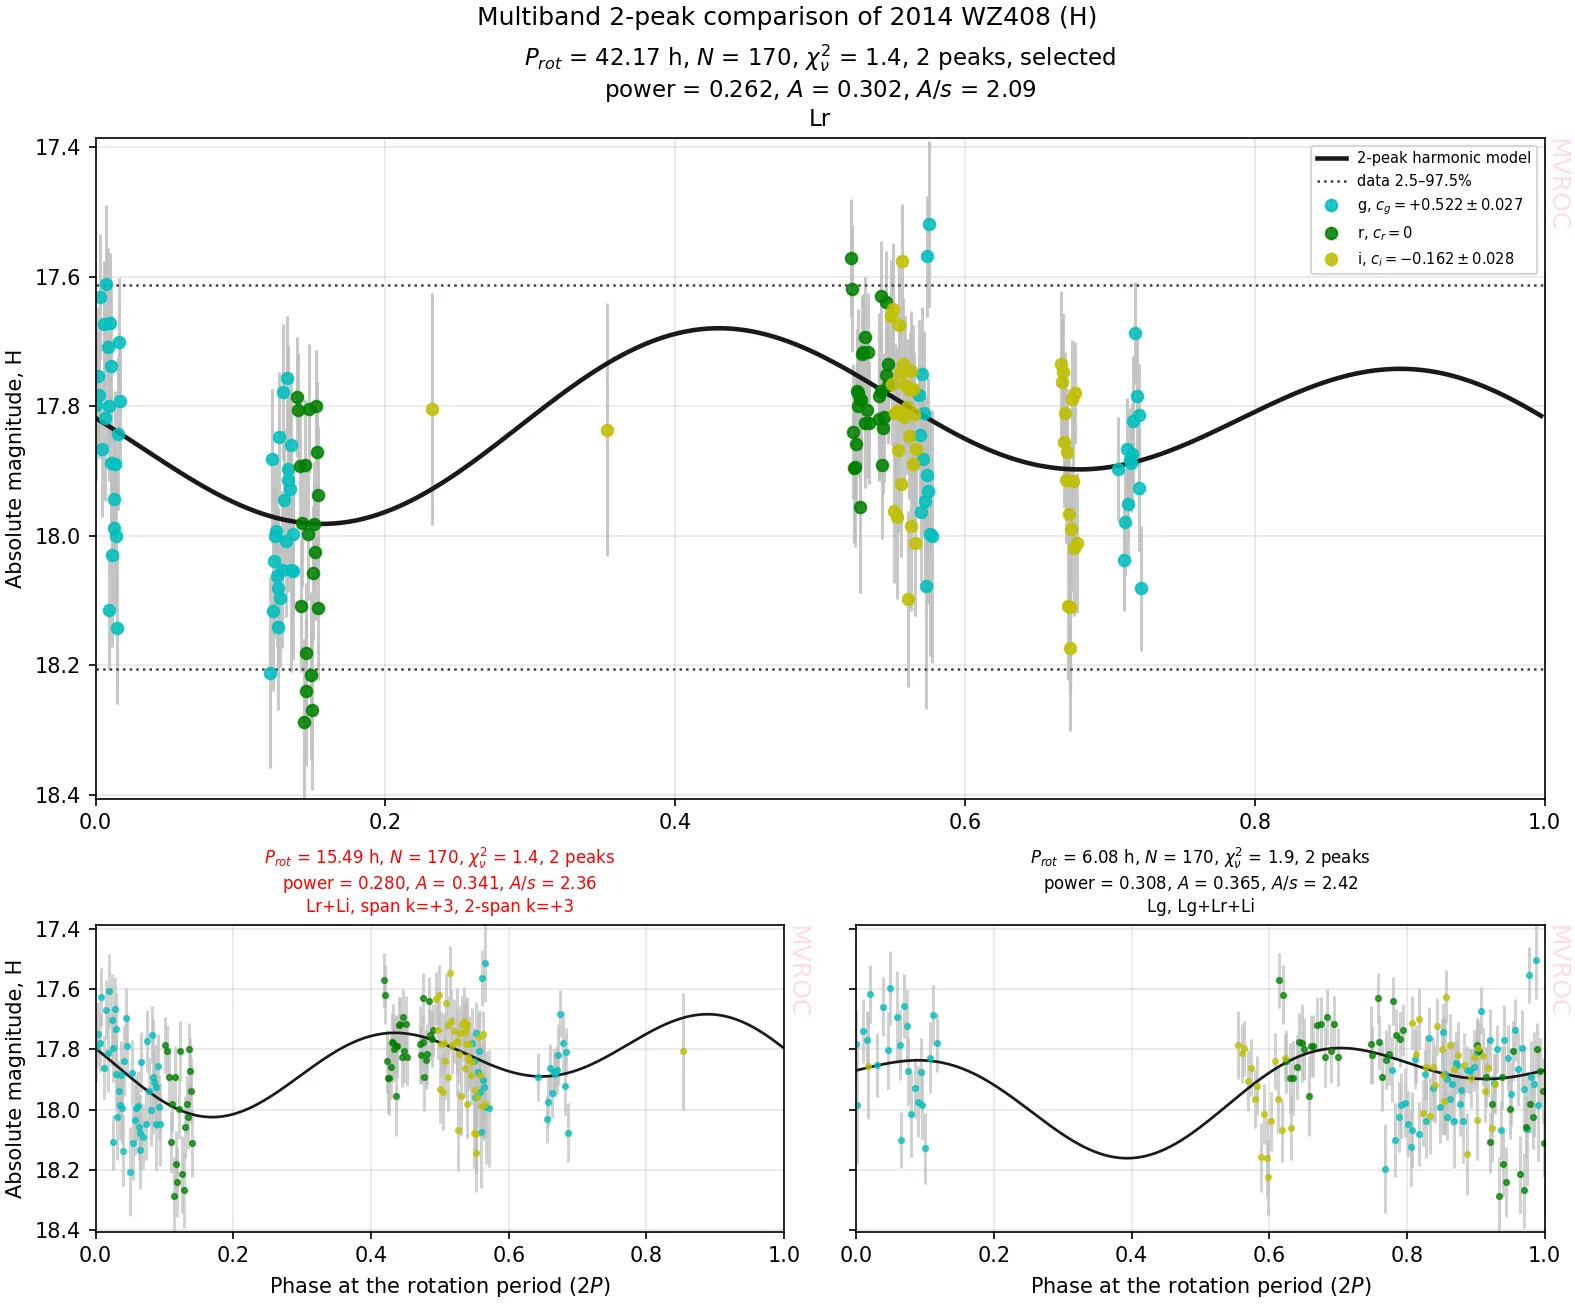 Multiband 2-peak comparison of 2014 WZ408 (H)
P_rot = 42.17 h, N = 170, χ²_ν = 1.4, 2 peaks, selected
power = 0.262, A = 0.302, A/s = 2.09
Lr
Absolute magnitude, H
17.4
17.6
17.8
18.0
18.2
18.4
0.0 0.2 0.4 0.6 0.8 1.0
2-peak harmonic model
data 2.5–97.5%
g, c_g = +0.522 ± 0.027
r, c_r = 0
i, c_i = −0.162 ± 0.028
MVROC
P_rot = 15.49 h, N = 170, χ²_ν = 1.4, 2 peaks
power = 0.280, A = 0.341, A/s = 2.36
Lr+Li, span k=+3, 2-span k=+3
Absolute magnitude, H
17.4
17.6
17.8
18.0
18.2
18.4
0.0 0.2 0.4 0.6 0.8 1.0
Phase at the rotation period (2P)
MVROC
P_rot = 6.08 h, N = 170, χ²_ν = 1.9, 2 peaks
power = 0.308, A = 0.365, A/s = 2.42
Lg, Lg+Lr+Li
0.0 0.2 0.4 0.6 0.8 1.0
Phase at the rotation period (2P)
MVROC